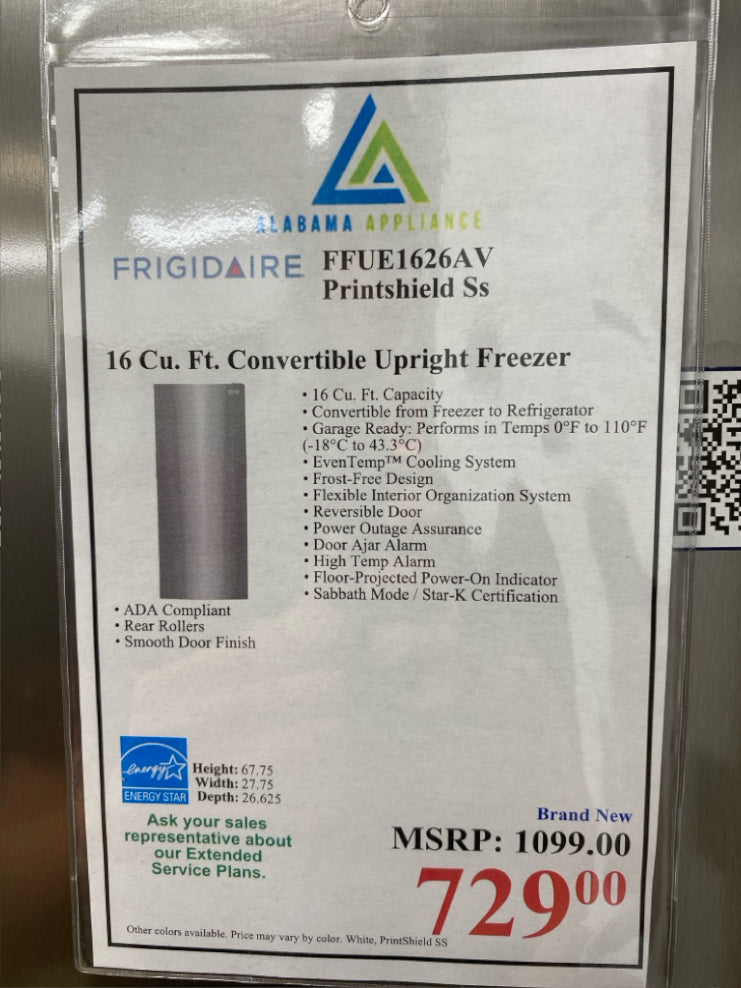 ALABAMA APPLIANCE
FRIGIDAIRE FFUE1626AV
Printshield Ss
16 Cu. Ft. Convertible Upright Freezer
• 16 Cu. Ft. Capacity
• Convertible from Freezer to Refrigerator
• Garage Ready: Performs in Temps 0°F to 110°F
(-18°C to 43.3°C)
• EvenTemp™ Cooling System
• Frost-Free Design
• Flexible Interior Organization System
• Reversible Door
• Power Outage Assurance
• Door Ajar Alarm
• High Temp Alarm
• Floor-Projected Power-On Indicator
• Sabbath Mode / Star-K Certification
• ADA Compliant
• Rear Rollers
• Smooth Door Finish
energy
ENERGY STAR
Height: 67.75
Width: 27.75
Depth: 26.625
Ask your sales
representative about
our Extended
Service Plans.
Brand New
MSRP: 1099.00
729 00
Other colors available. Price may vary by color. White, PrintShield SS